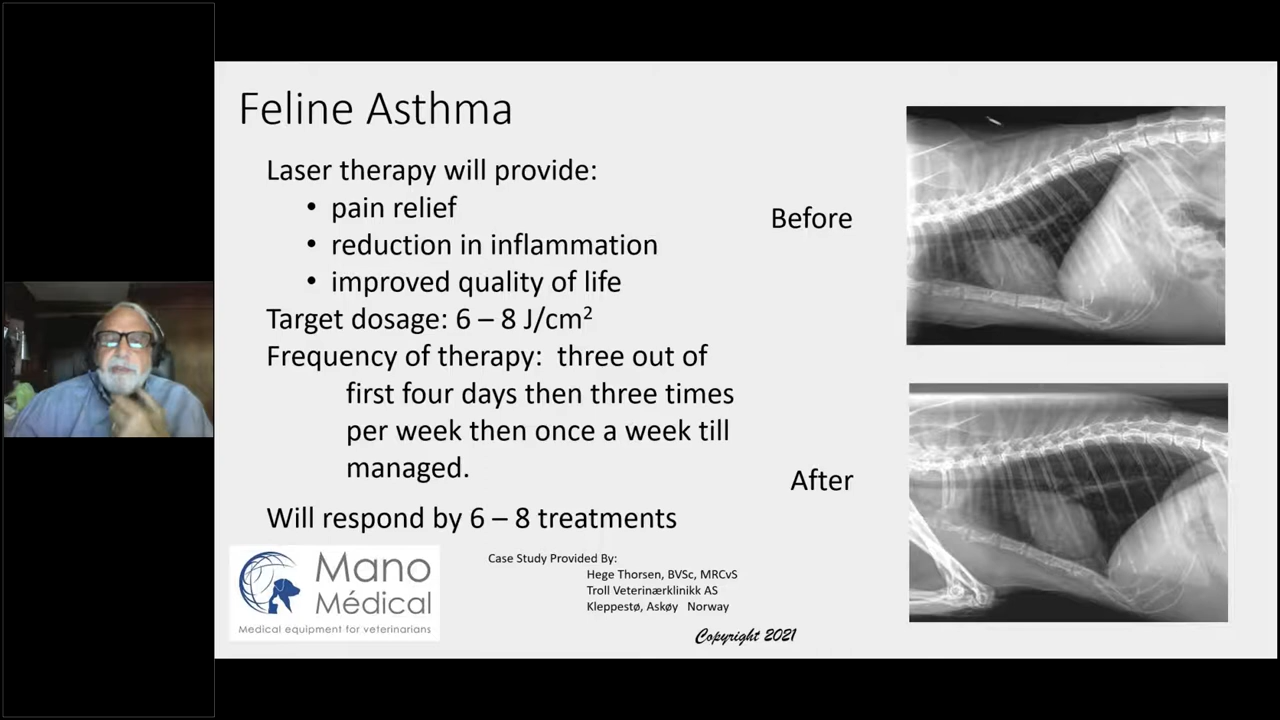 Feline Asthma
Laser therapy will provide:
• pain relief
• reduction in inflammation
• improved quality of life
Target dosage: 6 – 8 J/cm²
Frequency of therapy: three out of
first four days then three times
per week then once a week till
managed.
Will respond by 6 – 8 treatments
Before
After
Mano
Médical
Medical equipment for veterinarians
Case Study Provided By:
Hege Thorsen, BVSc, MRCvS
Troll Veterinærklinikk AS
Kleppestø, Askøy Norway
Copyright 2021